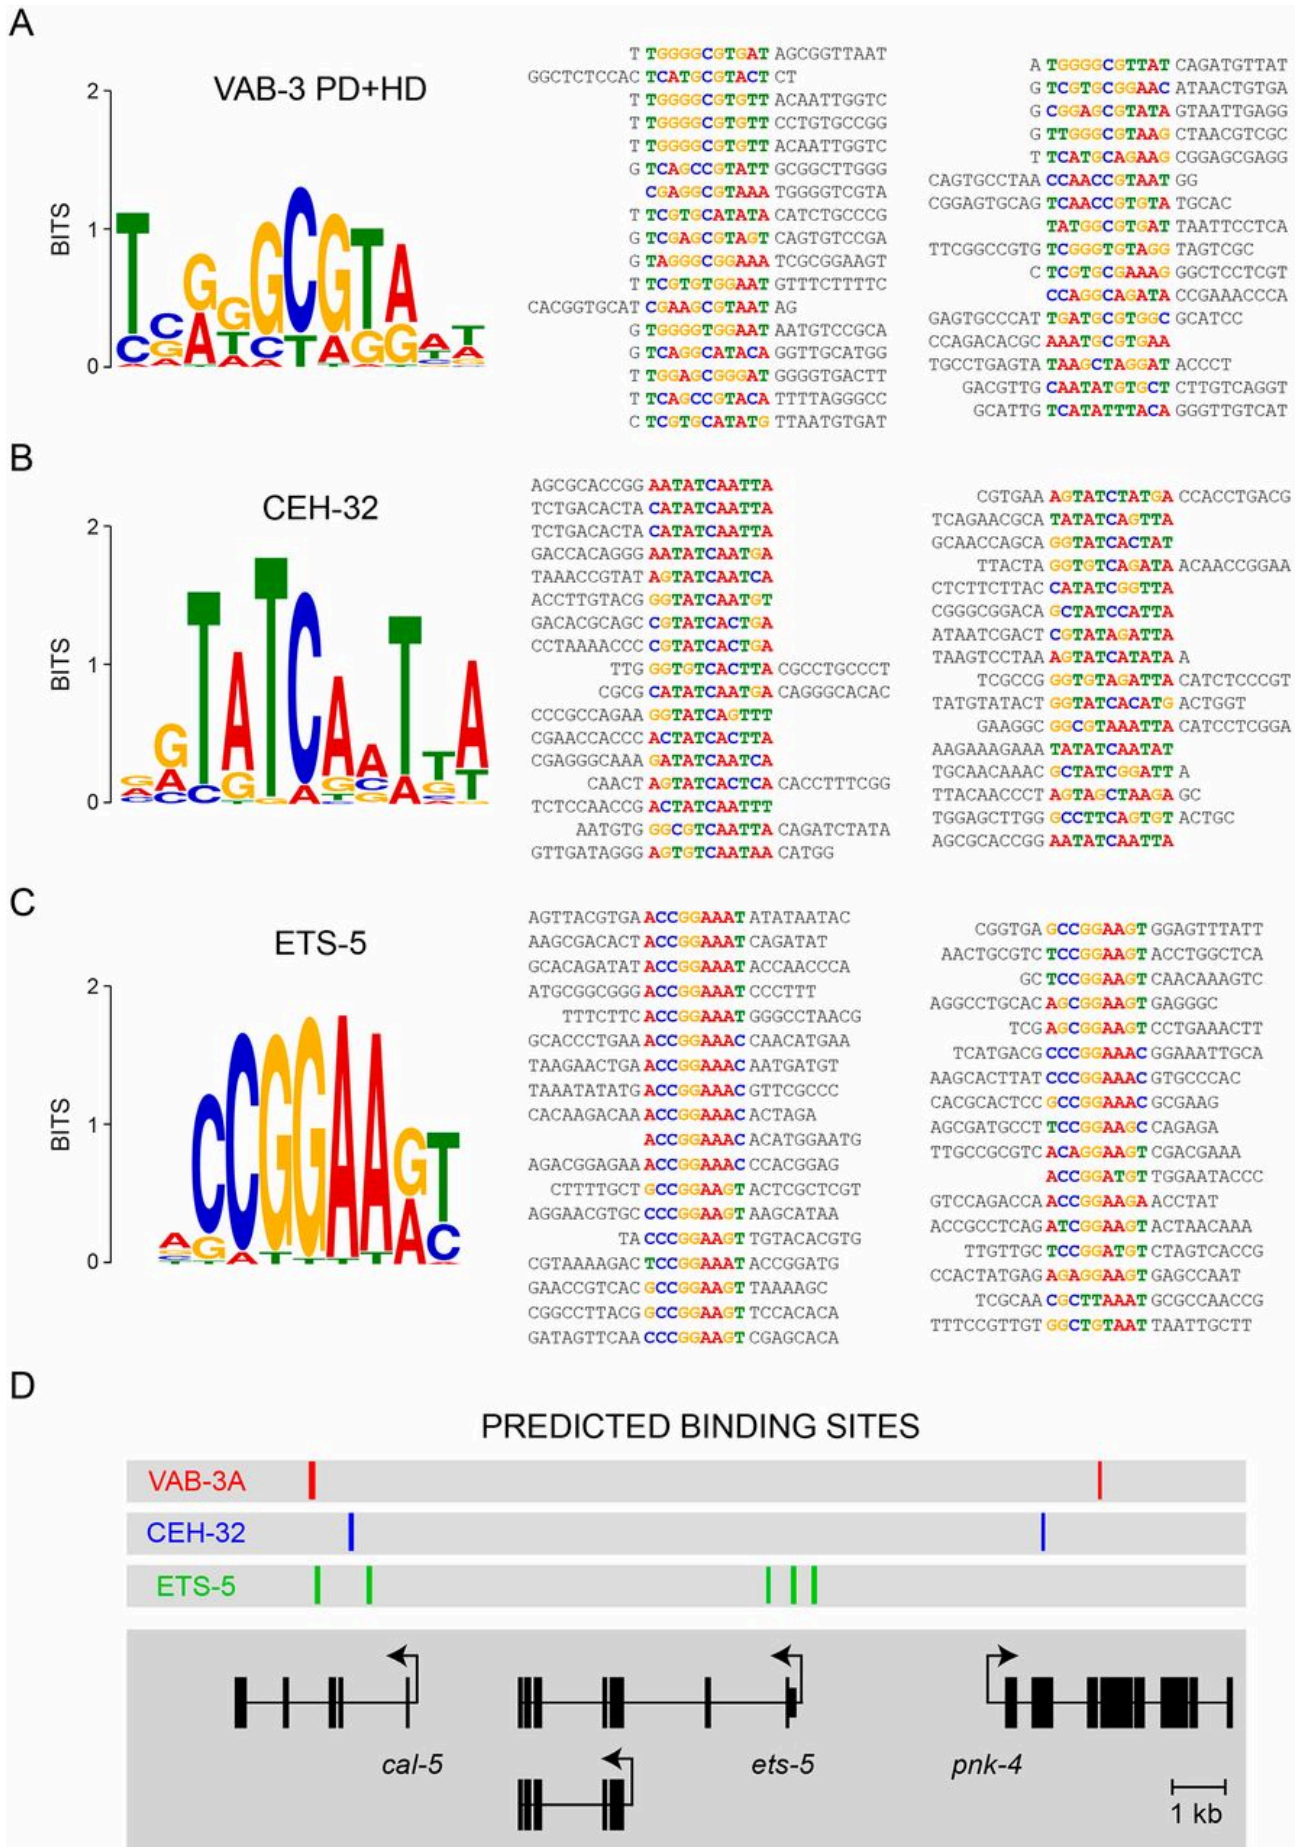 A
VAB-3 PD+HD
2
1
0
BITS
T TGGGGCGTGAT AGCGGTTAAT
GGCTCTCCAC TCATGCGTACT CT
T TGGGGCGTGTT ACAATTGGTC
T TGGGGCGTGTT CCTGTGCCGG
T TGGGGCGTGTT ACAATTGGTC
G TCAGCCGTATT GCGGCTTGGG
CGAGGCGTAAA TGGGGTCGTA
T TCGTGCATATA CATCTGCCCG
G TCGAGCGTAGT CAGTGTCCGA
G TAGGGCGGAAA TCGCGGAAGT
T TCGTGTGGAAT GTTTCTTTTC
CACGGTGCAT CGAAGCGTAAT AG
G TGGGGTGGAAT AATGTCCGCA
G TCAGGCATACA GGTTGCATGG
T TGGAGCGGGAT GGGGTGACTT
T TCAGCCGTACA TTTTAGGGCC
C TCGTGCATATG TTAATGTGAT
A TGGGGCGTTAT CAGATGTTAT
G TCGTGCGGAAC ATAACTGTGA
G CGGAGCGTATA GTAATTGAGG
G TTGGGCGTAAG CTAACGTCGC
T TCATGCAGAAG CGGAGCGAGG
CAGTGCCTAA CCAACCGTAAT GG
CGGAGTGCAG TCAACCGTGTA TGCAC
TATGGCGTGAT TAATTCCTCA
TTCGGCCGTG TCGGGTGTAGG TAGTCGC
C TCGTGCGAAAG GGCTCCTCGT
CCAGGCAGATA CCGAAACCCA
GAGTGCCCAT TGATGCGTGGC GCATCC
CCAGACACGC AAATGCGTGAA
TGCCTGAGTA TAAGCTAGGAT ACCCT
GACGTTG CAATATGTGCT CTTGTCAGGT
GCATTG TCATATTTACA GGGTTGTCAT
B
CEH-32
2
1
0
BITS
AGCGCACCGG AATATCAATTA
TCTGACACTA CATATCAATTA
TCTGACACTA CATATCAATTA
GACCACAGGG AATATCAATGA
TAAACCGTAT AGTATCAATCA
ACCTTGTACG GGTATCAATGT
GACACGCAGC CGTATCACTGA
CCTAAAACCC CGTATCACTGA
TTG GGTGTCACTTA CGCCTGCCCT
CGCG CATATCAATGA CAGGGCACAC
CCCGCCAGAA GGTATCAGTTT
CGAACCACCC ACTATCACTTA
CGAGGGCAAA GATATCAATCA
CAACT AGTATCACTCA CACCTTTCGG
TCTCCAACCG ACTATCAATTT
AATGTG GGCGTCAATTA CAGATCTATA
GTTGATAGGG AGTGTCAATAA CATGG
CGTGAA AGTATCTATGA CCACCTGACG
TCAGAACGCA TATATCAGTTA
GCAACCAGCA GGTATCACTAT
TTACTA GGTGTCAGATA ACAACCGGAA
CTCTTCTTAC CATATCGGTTA
CGGGCGGACA GCTATCCATTA
ATAATCGACT CGTATAGATTA
TAAGTCCTAA AGTATCATATA A
TCGCCG GGTGTAGATTA CATCTCCCGT
TATGTATACT GGTATCACATG ACTGGT
GAAGGC GGCGTAAATTA CATCCTCGGA
AAGAAAGAAA TATATCAATAT
TGCAACAAAC GCTATCGGATT A
TTACAACCCT AGTAGCTAAGA GC
TGGAGCTTGG GCCTTCAGTGT ACTGC
AGCGCACCGG AATATCAATTA
C
ETS-5
2
1
0
BITS
AGTTACGTGA ACCGGAAAT ATATAATAC
AAGCGACACT ACCGGAAAT CAGATAT
GCACAGATAT ACCGGAAAT ACCAACCCA
ATGCGGCGGG ACCGGAAAT CCCTTT
TTTCTTC ACCGGAAAT GGGCCTAACG
GCACCCTGAA ACCGGAAAC CAACATGAA
TAAGAACTGA ACCGGAAAC AATGATGT
TAAATATATG ACCGGAAAC GTTCGCCC
CACAAGACAA ACCGGAAAC ACTAGA
ACCGGAAAC ACATGGAATG
AGACGGAGAA ACCGGAAAC CCACGGAG
CTTTTGCT GCCGGAAGT ACTCGCTCGT
AGGAACGTGC CCCGGAAGT AAGCATAA
TA CCCGGAAGT TGTACACGTG
CGTAAAAGAC TCCGGAAAT ACCGGATG
GAACCGTCAC GCCGGAAGT TAAAAGC
CGGCCTTACG GCCGGAAGT TCCACACA
GATAGTTCAA CCCGGAAGT CGAGCACA
CGGTGA GCCGGAAGT GGAGTTTATT
AACTGCGTC TCCGGAAGT ACCTGGCTCA
GC TCCGGAAGT CAACAAAGTC
AGGCCTGCAC AGCGGAAGT GAGGGC
TCG AGCGGAAGT CCTGAAACTT
TCATGACG CCCGGAAAC GGAAATTGCA
AAGCACTTAT CCCGGAAAC GTGCCCAC
CACGCACTCC GCCGGAAAC GCGAAG
AGCGATGCCT TCCGGAAGC CAGAGA
TTGCCGCGTC ACAGGAAGT CGACGAAA
ACCGGATGT TGGAATACCC
GTCCAGACCA ACCGGAAGA ACCTAT
ACCGCCTCAG ATCGGAAGT ACTAACAAA
TTGTTGC TCCGGATGT CTAGTCACCG
CCACTATGAG AGAGGAAGT GAGCCAAT
TCGCAA CGCTTAAAT GCGCCAACCG
TTTCCGTTGT GGCTGTAAT TAATTGCTT
D
PREDICTED BINDING SITES
VAB-3A
CEH-32
ETS-5
cal-5
ets-5
pnk-4
1 kb